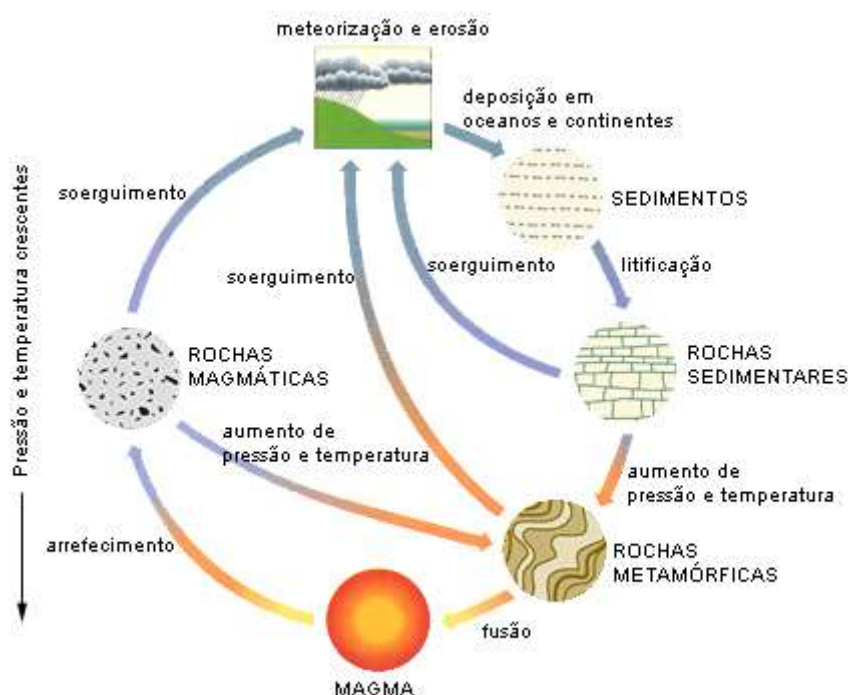 meteorização e erosão
deposição em
oceanos e continentes
SEDIMENTOS
soerguimento
soerguimento
soerguimento
litificação
Pressão e temperatura crescentes
ROCHAS
MAGMÁTICAS
ROCHAS
SEDIMENTARES
aumento de
pressão e temperatura
aumento de
pressão e temperatura
arrefecimento
ROCHAS
METAMÓRFICAS
fusão
MAGMA